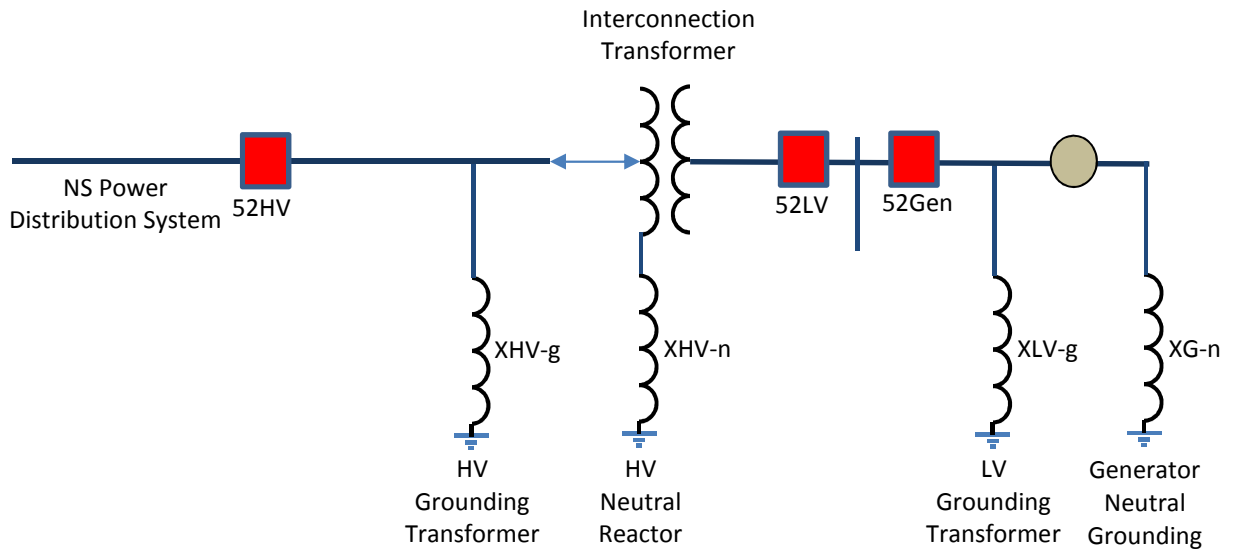 Interconnection
Transformer
NS Power
Distribution System
52HV
52LV
52Gen
XHV-g
XHV-n
XLV-g
XG-n
HV
Grounding
Transformer
HV
Neutral
Reactor
LV
Grounding
Transformer
Generator
Neutral
Grounding